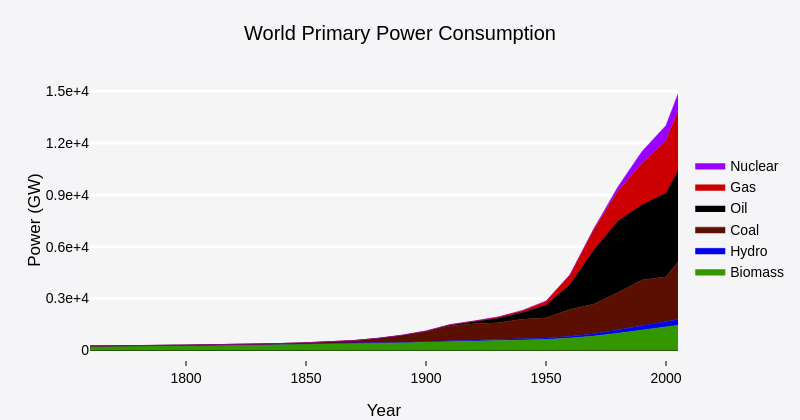 World Primary Power Consumption
1.5e+4
1.2e+4
0.9e+4
0.6e+4
0.3e+4
0
Power (GW)
1800 1850 1900 1950 2000
Year
Nuclear
Gas
Oil
Coal
Hydro
Biomass